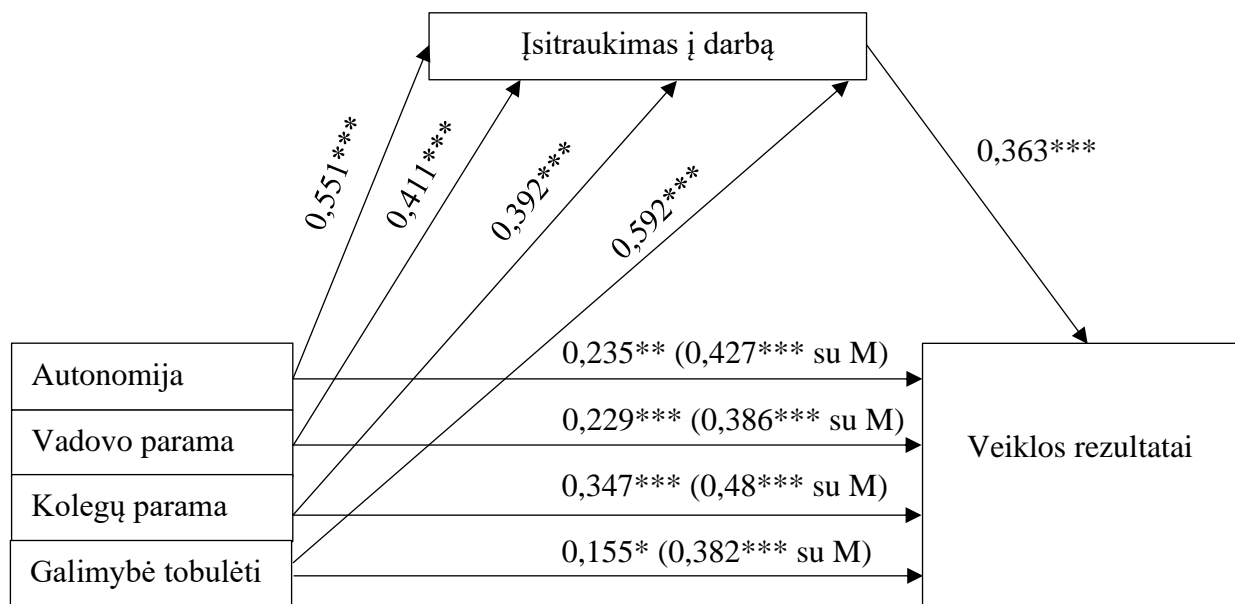 Įsitraukimas į darbą
0,551***
0,411***
0,392***
0,592***
0,363***
Autonomija
0,235** (0,427*** su M)
Vadovo parama
0,229*** (0,386*** su M)
Veiklos rezultatai
Kolegų parama
0,347*** (0,48*** su M)
Galimybė tobulėti
0,155* (0,382*** su M)